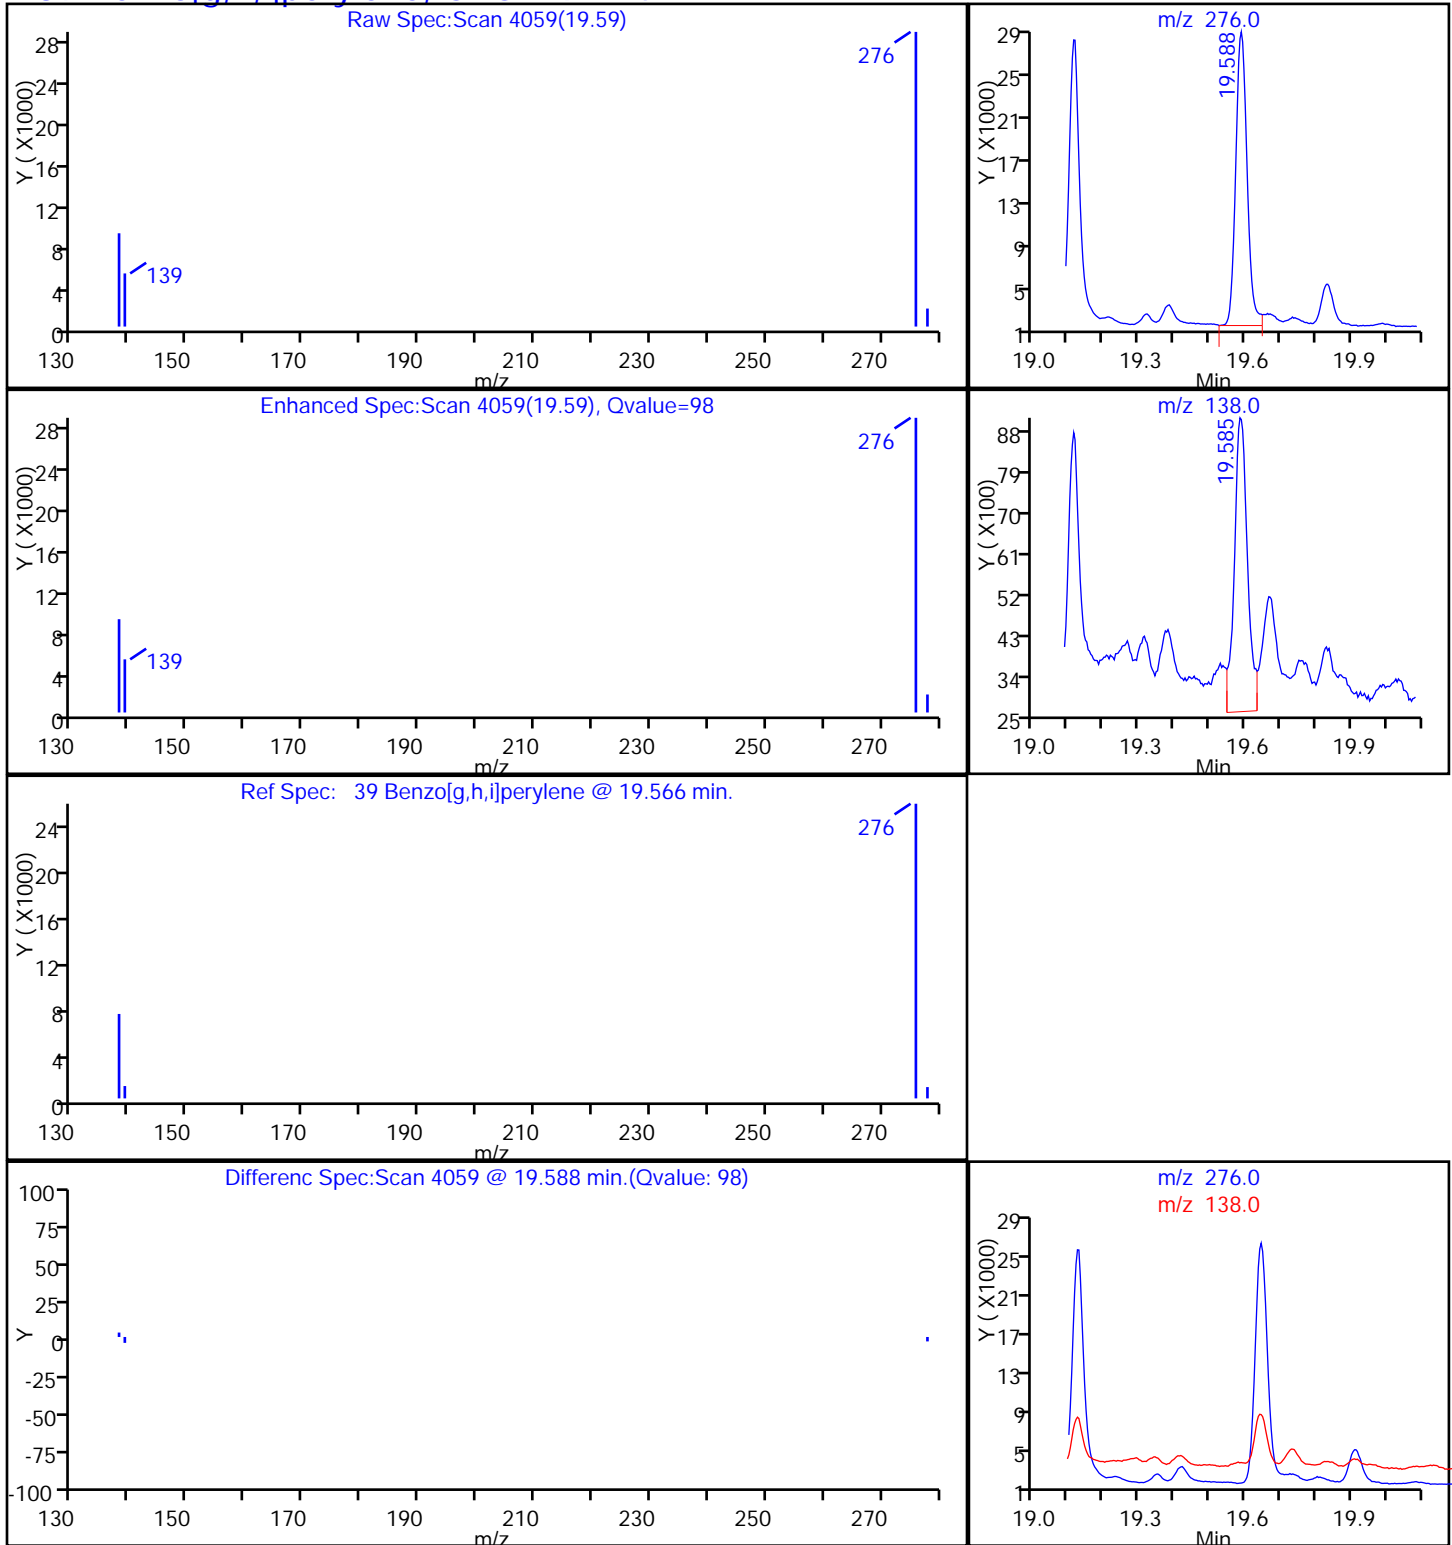 Raw Spec:Scan 4059(19.59)
Y ( X1000)
28
24
20
16
12
8
4
0
276
139
130 150 170 190 210 230 250 270
m/z
m/z 276.0
Y ( X1000)
29
25
21
17
13
9
5
1
19.588
19.0 19.3 19.6 19.9
Min
Enhanced Spec:Scan 4059(19.59), Qvalue=98
Y ( X1000)
28
24
20
16
12
8
4
0
276
139
130 150 170 190 210 230 250 270
m/z
m/z 138.0
Y ( X100)
88
79
70
61
52
43
34
25
19.585
19.0 19.3 19.6 19.9
Min
Ref Spec: 39 Benzo[g,h,i]perylene @ 19.566 min.
Y ( X1000)
24
20
16
12
8
4
0
276
130 150 170 190 210 230 250 270
m/z
Differenc Spec:Scan 4059 @ 19.588 min.(Qvalue: 98)
Y
100
75
50
25
0
-25
-50
-75
-100
130 150 170 190 210 230 250 270
m/z
m/z 276.0
m/z 138.0
Y ( X1000)
29
25
21
17
13
9
5
1
19.0 19.3 19.6 19.9
Min